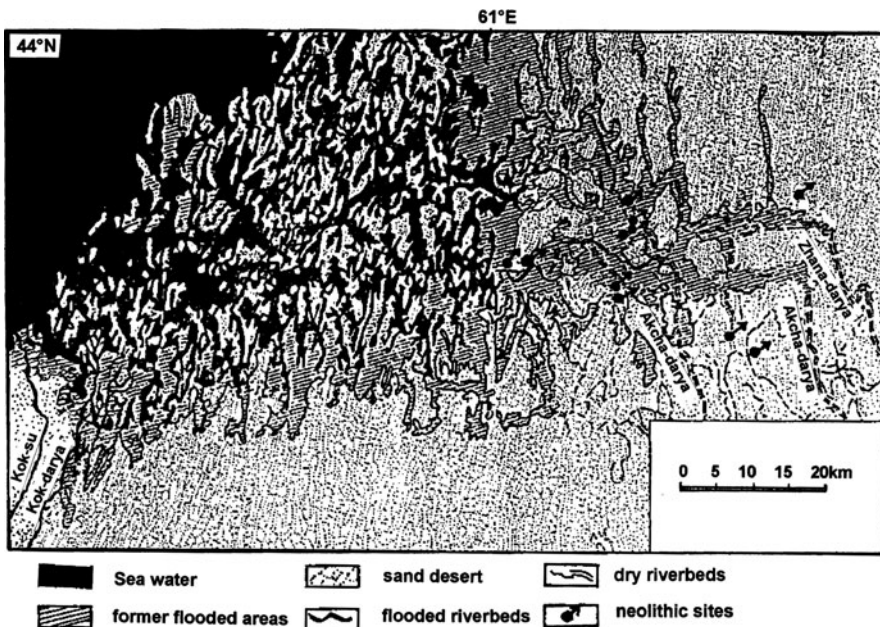 61°E
44°N
Zhana-darya
Akcha-darya
Akcha-darya
Kok-su
Kok-darya
0 5 10 15 20km
Sea water
sand desert
dry riverbeds
former flooded areas
flooded riverbeds
neolithic sites